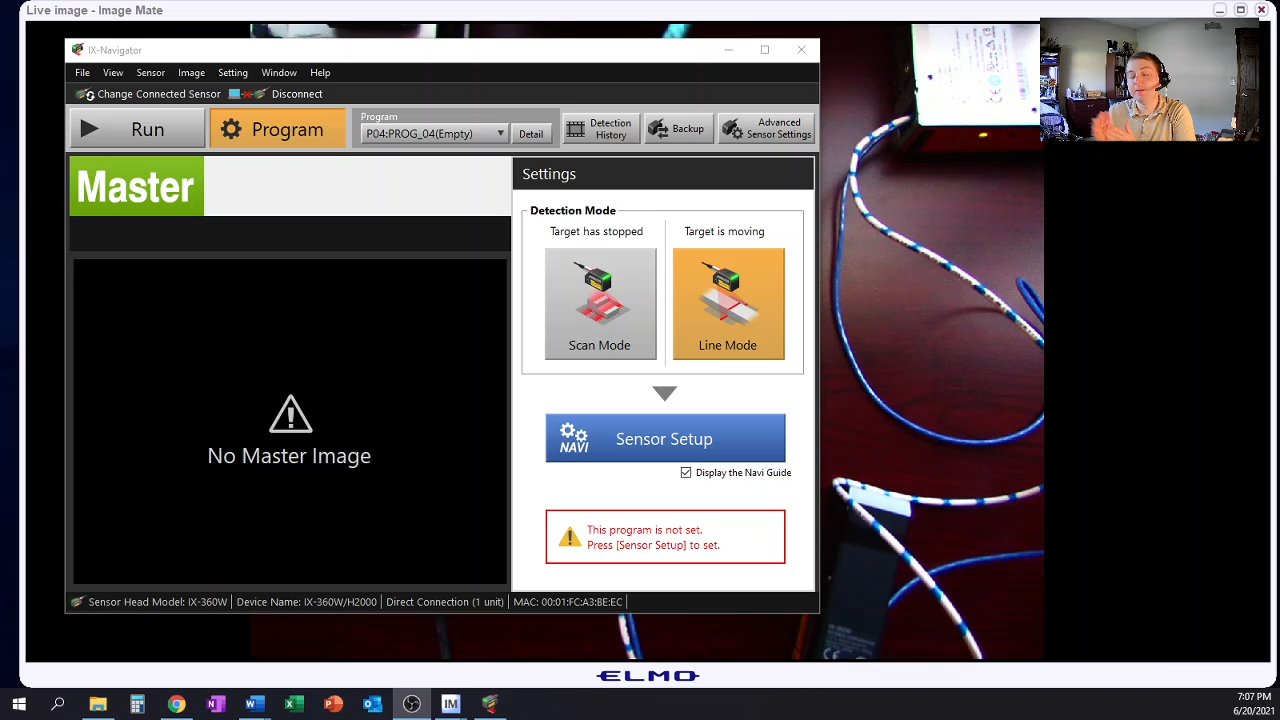 Live image - Image Mate
IX-Navigator
File View Sensor Image Setting Window Help
Change Connected Sensor Disconnect
Run
Program
Program
P04:PROG_04(Empty)
Detail
Detection
History
Backup
Advanced
Sensor Settings
Master
Settings
Detection Mode
Target has stopped
Target is moving
Scan Mode
Line Mode
NAVI
Sensor Setup
Display the Navi Guide
This program is not set.
Press [Sensor Setup] to set.
No Master Image
Sensor Head Model: IX-360W Device Name: IX-360W/H2000 Direct Connection (1 unit) MAC: 00:01:FC:A3:BE:EC
ELMO
IM
7:07 PM
6/20/2021